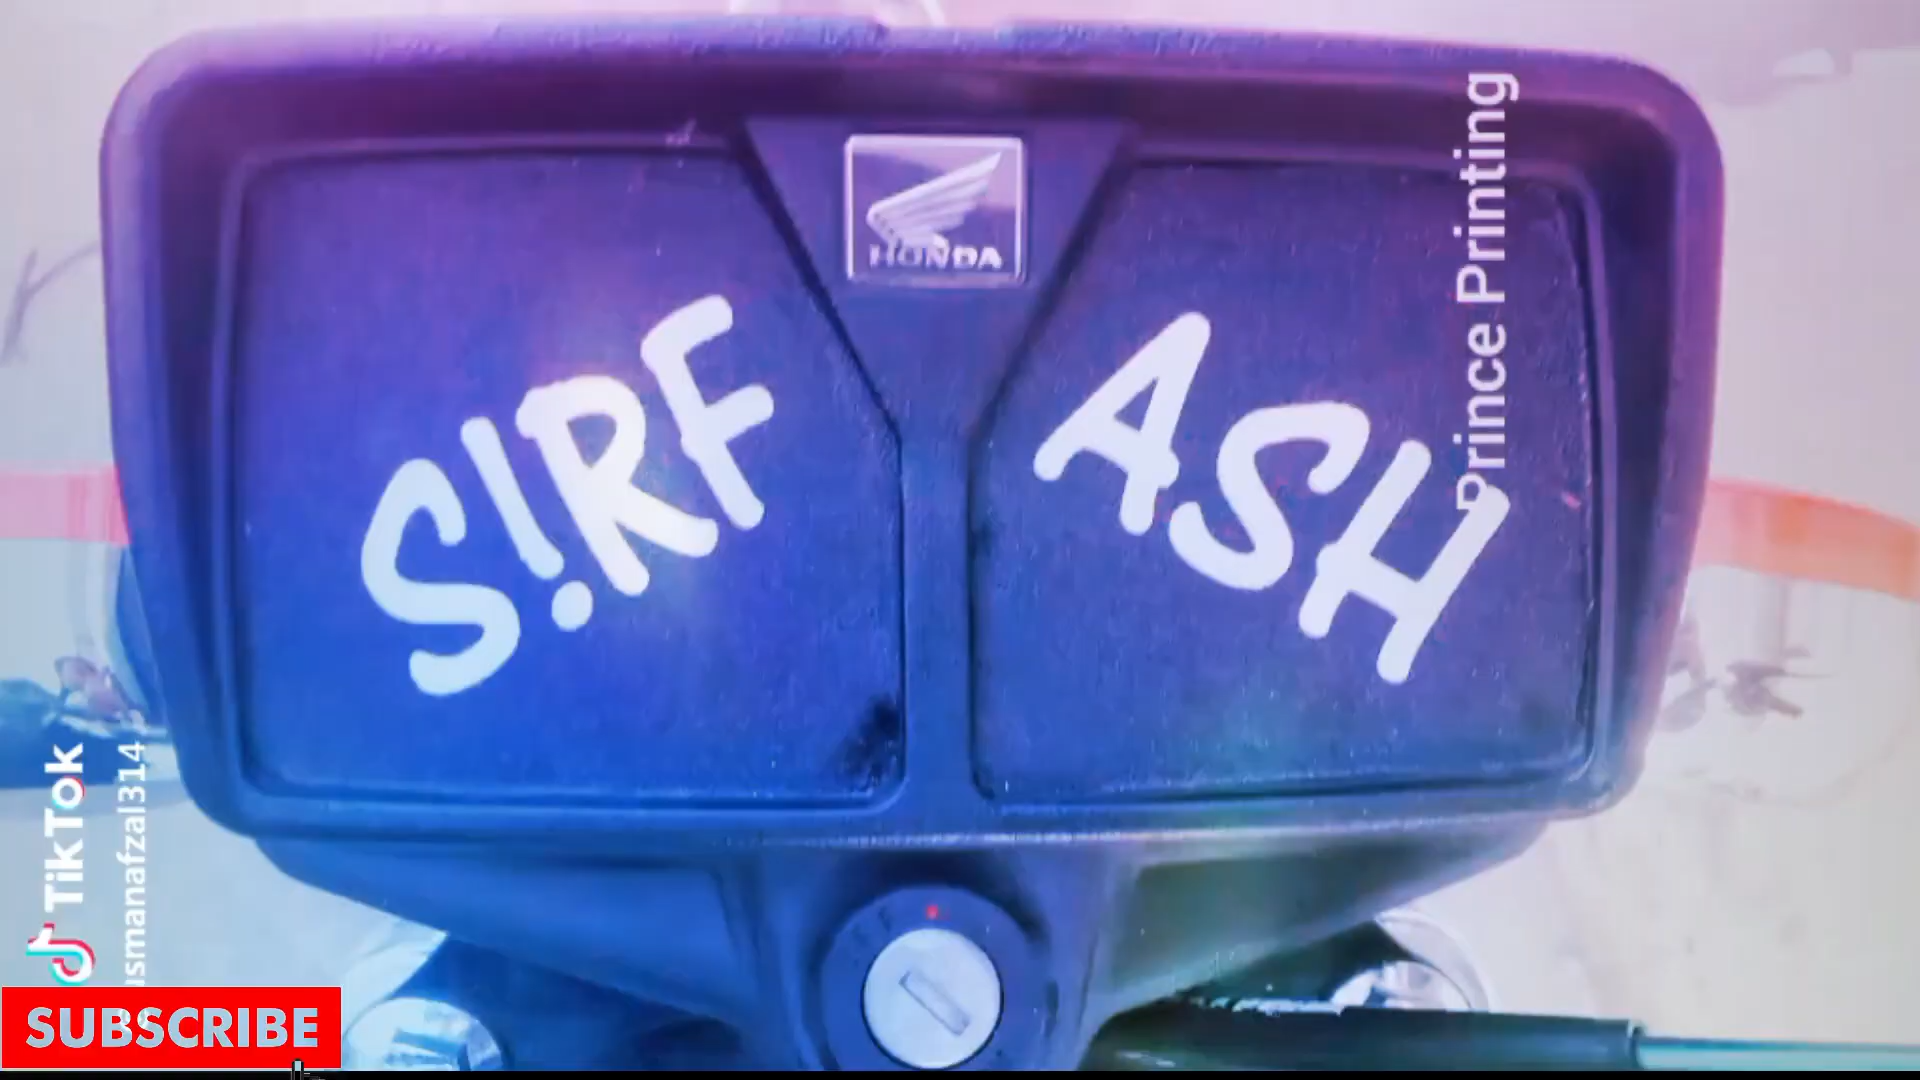 HONDA
S!RF
ASH
Prince Printing
TikTok
usmanafzal314
SUBSCRIBE